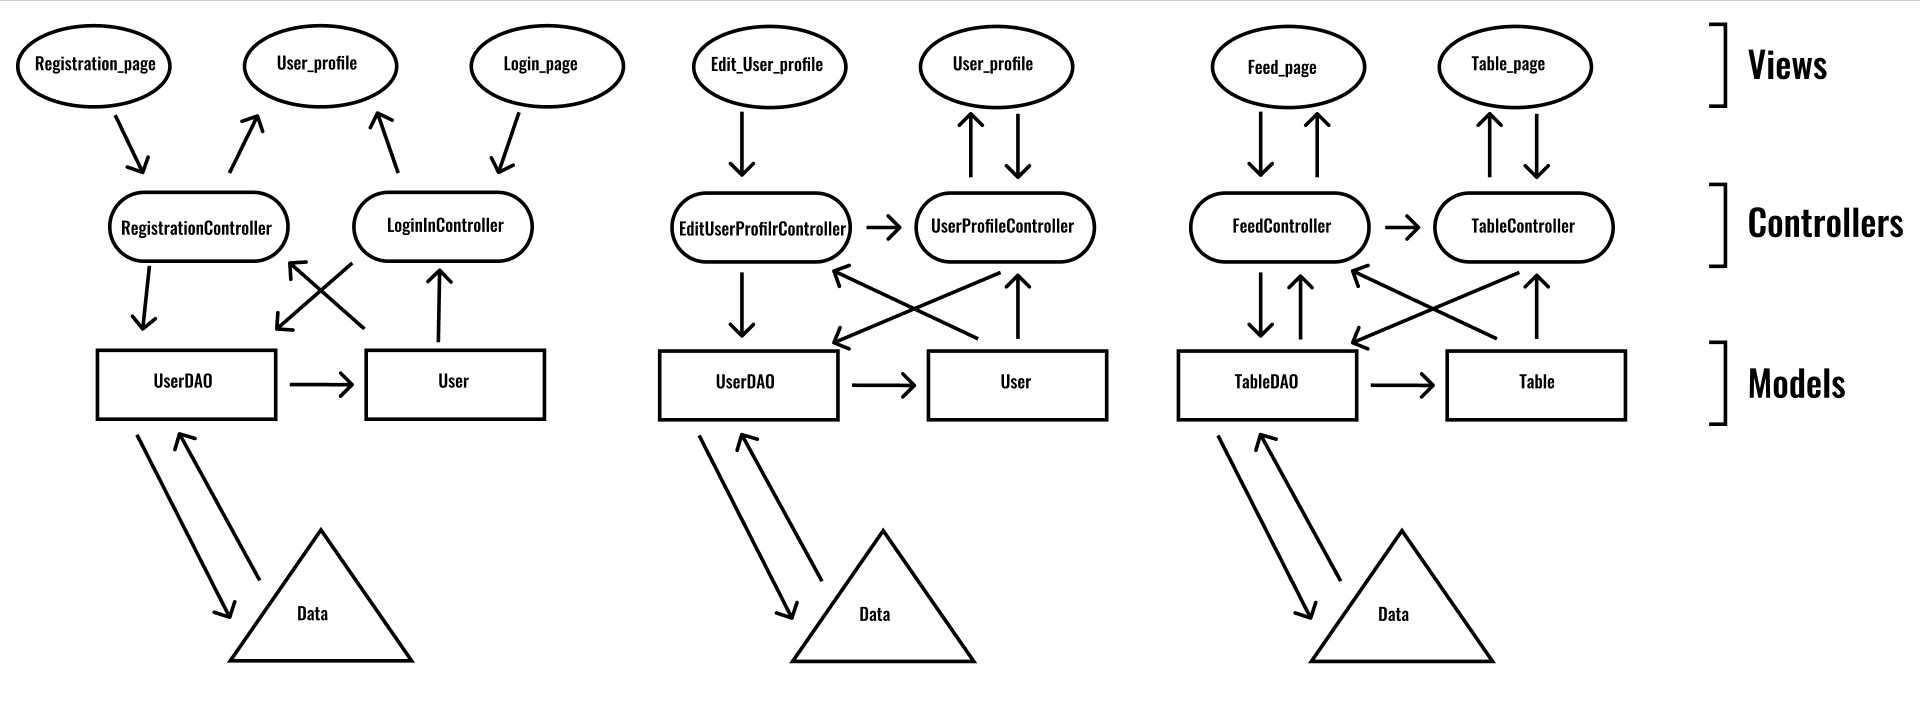 Registration_page
User_profile
Login_page
Edit_User_profile
User_profile
Feed_page
Table_page
Views
RegistrationController
LoginInController
EditUserProfilrController
UserProfileController
FeedController
TableController
Controllers
UserDAO
User
UserDAO
User
TableDAO
Table
Models
Data
Data
Data